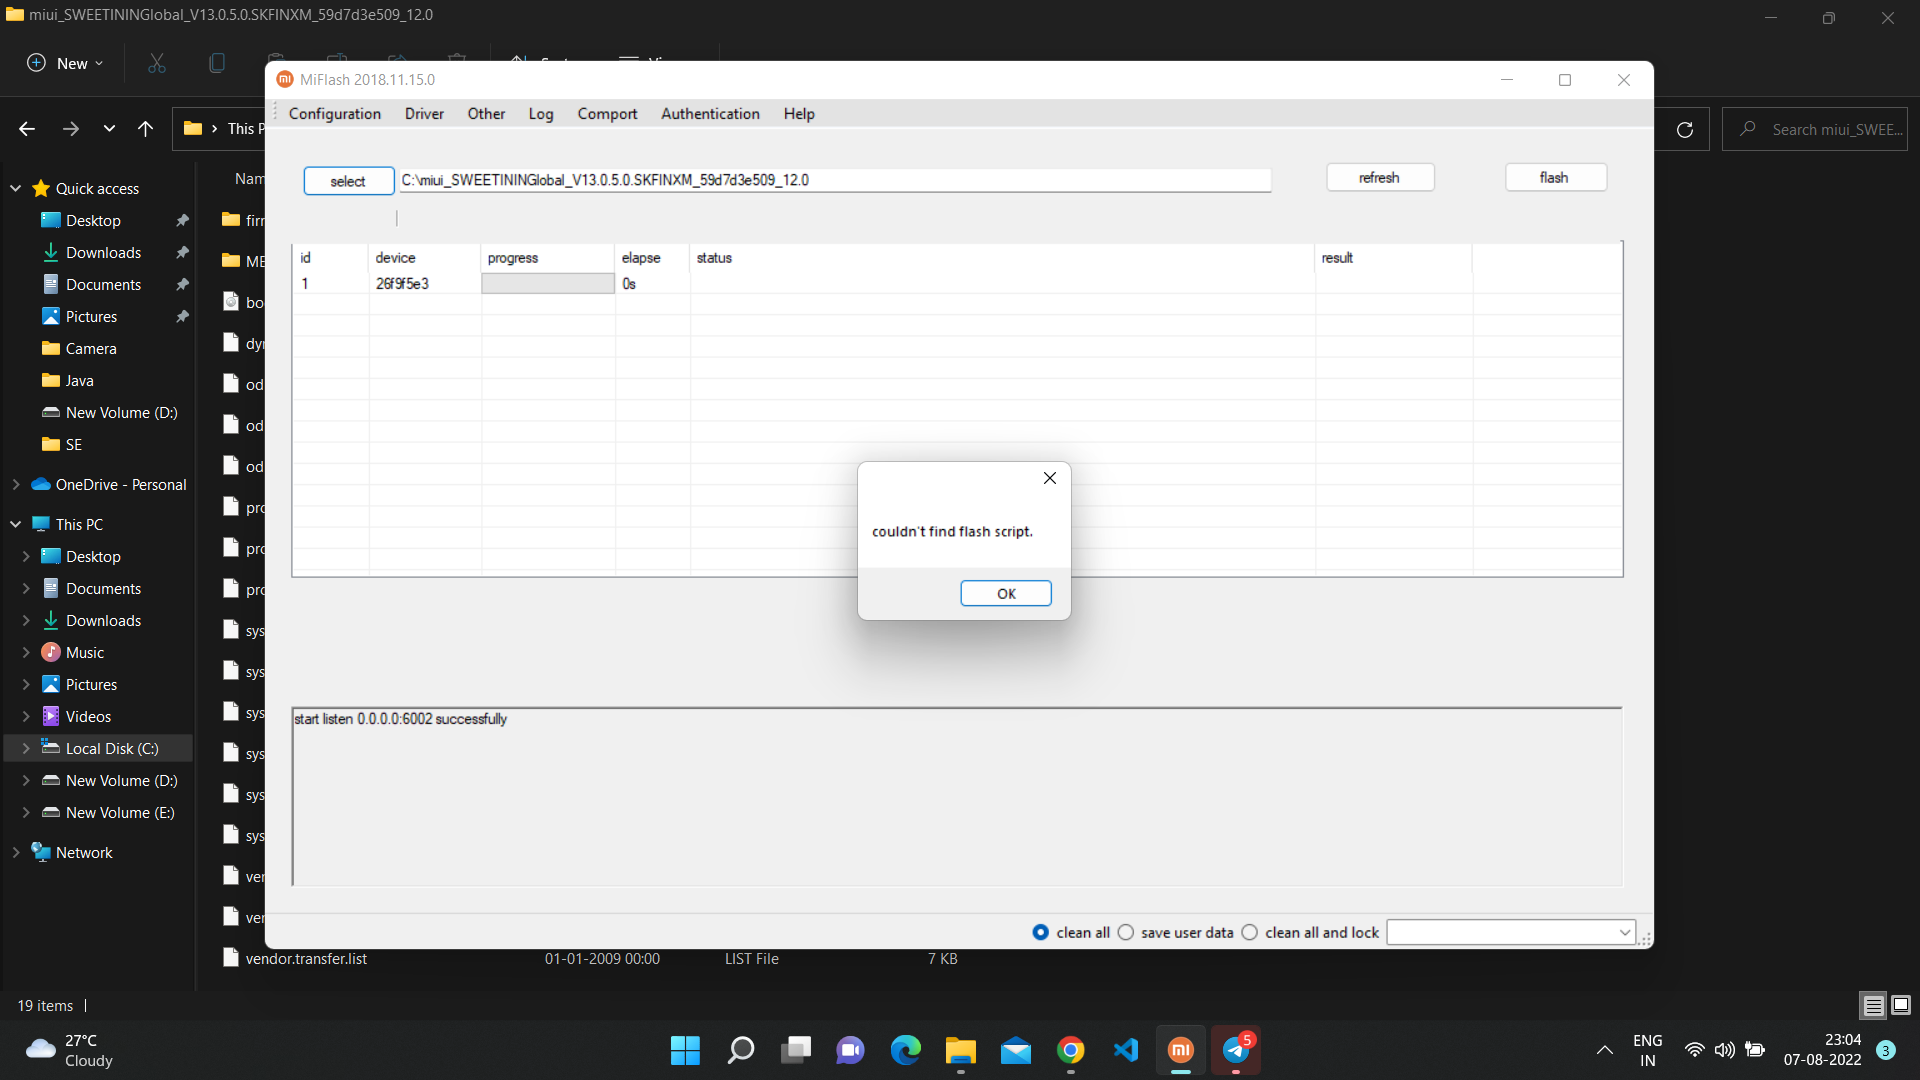 miui_SWEETININGlobal_V13.0.5.0.SKFINXM_59d7d3e509_12.0
New
MiFlash 2018.11.15.0
Configuration Driver Other Log Comport Authentication Help
This P
Search miui_SWEE...
select C:\miui_SWEETININGlobal_V13.0.5.0.SKFINXM_59d7d3e509_12.0 refresh flash
id device progress elapse status result
1 26f9f5e3 0s
couldn't find flash script.
OK
start listen 0.0.0.0:6002 successfully
clean all save user data clean all and lock
Quick access
Desktop
Downloads
Documents
Pictures
Camera
Java
New Volume (D:)
SE
OneDrive - Personal
This PC
Desktop
Documents
Downloads
Music
Pictures
Videos
Local Disk (C:)
New Volume (D:)
New Volume (E:)
Network
Nam
firr
ME
bo
dyr
od
od
od
pro
pro
pro
sys
sys
sys
sys
sys
sys
ver
ver
vendor.transfer.list 01-01-2009 00:00 LIST File 7 KB
19 items
27°C
Cloudy
5
ENG
IN
23:04
07-08-2022
3